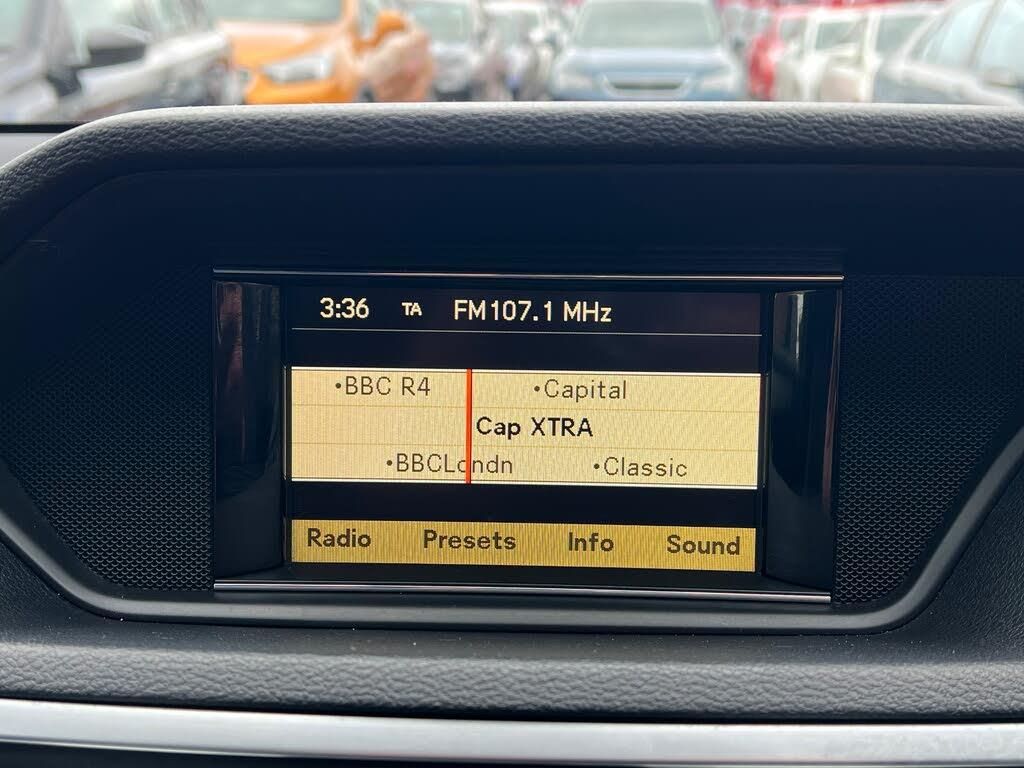 3:36 TA FM107.1 MHz
•BBC R4 •Capital
Cap XTRA
•BBCLondn •Classic
Radio Presets Info Sound